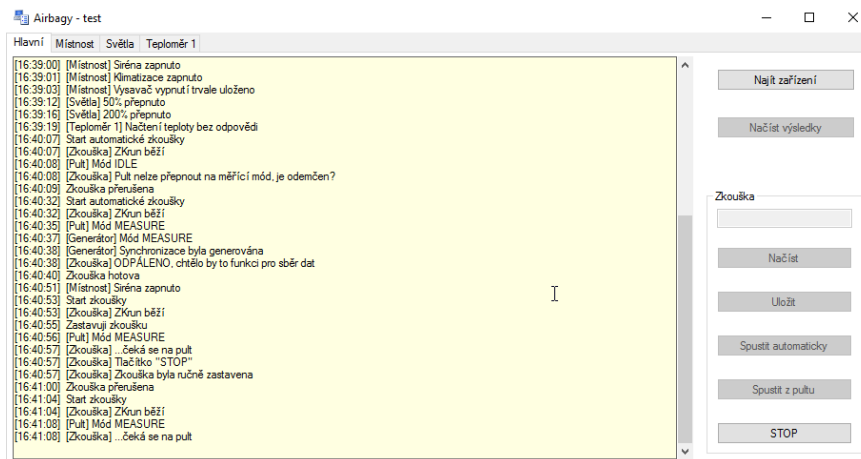 Airbagy - test
Hlavní Místnost Světla Teploměr 1
[16:39:00] [Místnost] Siréna zapnuto
[16:39:01] [Místnost] Klimatizace zapnuto
[16:39:03] [Místnost] Vysavač vypnutí trvale uloženo
[16:39:12] [Světla] 50% přepnuto
[16:39:16] [Světla] 200% přepnuto
[16:39:19] [Teploměr 1] Načtení teploty bez odpovědi
[16:40:07] Start automatické zkoušky
[16:40:07] [Zkouška] ZKrun běží
[16:40:08] [Pult] Mód IDLE
[16:40:08] [Zkouška] Pult nelze přepnout na měřící mód, je odemčen?
[16:40:09] Zkouška přerušena
[16:40:32] Start automatické zkoušky
[16:40:32] [Zkouška] ZKrun běží
[16:40:35] [Pult] Mód MEASURE
[16:40:37] [Generátor] Mód MEASURE
[16:40:38] [Generátor] Synchronizace byla generována
[16:40:38] [Zkouška] ODPÁLENO, chtělo by to funkci pro sběr dat
[16:40:40] Zkouška hotova
[16:40:51] [Místnost] Siréna zapnuto
[16:40:53] Start zkoušky
[16:40:53] [Zkouška] ZKrun běží
[16:40:55] Zastavuji zkoušku
[16:40:56] [Pult] Mód MEASURE
[16:40:57] [Zkouška] ...čeká se na pult
[16:40:57] [Zkouška] Tlačítko "STOP"
[16:40:57] [Zkouška] Zkouška byla ručně zastavena
[16:41:00] Zkouška přerušena
[16:41:04] Start zkoušky
[16:41:04] [Zkouška] ZKrun běží
[16:41:08] [Pult] Mód MEASURE
[16:41:08] [Zkouška] ...čeká se na pult
Najít zařízení
Načíst výsledky
Zkouška
Načíst
Uložit
Spustit automaticky
Spustit z pultu
STOP